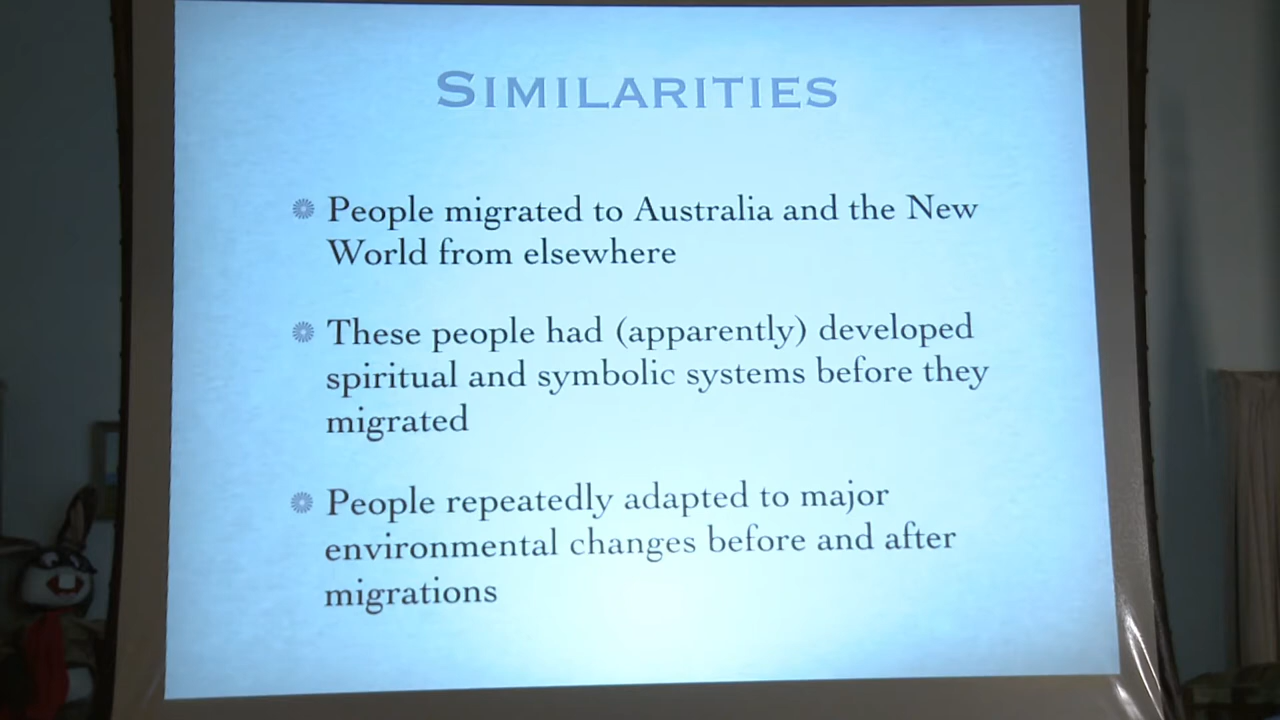 SIMILARITIES
People migrated to Australia and the New
World from elsewhere
These people had (apparently) developed
spiritual and symbolic systems before they
migrated
People repeatedly adapted to major
environmental changes before and after
migrations